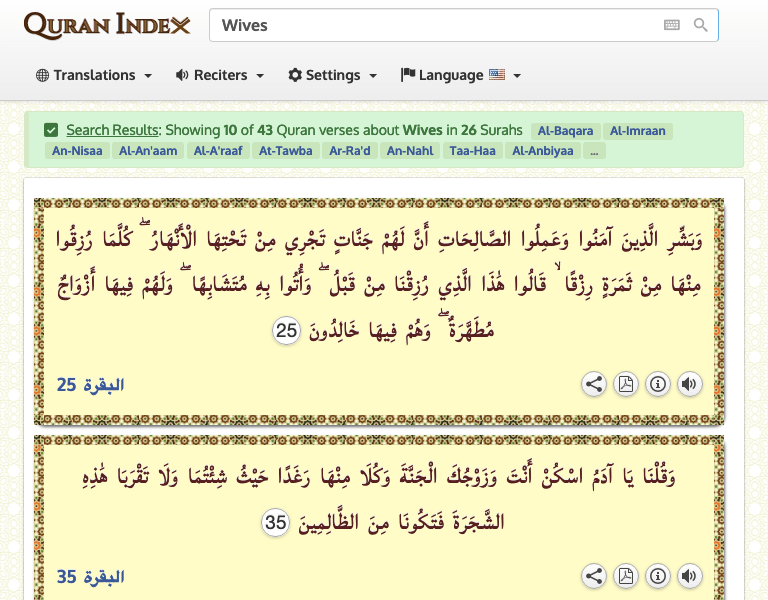 QURAN INDEX
Wives
Translations
Reciters
Settings
Language
Search Results: Showing 10 of 43 Quran verses about Wives in 26 Surahs Al-Baqara Al-Imraan
An-Nisaa Al-An'aam Al-A'raaf At-Tawba Ar-Ra'd An-Nahl Taa-Haa Al-Anbiyaa ...
وَبَشِّرِ الَّذِينَ آمَنُوا وَعَمِلُوا الصَّالِحَاتِ أَنَّ لَهُمْ جَنَّاتٍ تَجْرِي مِنْ تَحْتِهَا الْأَنْهَارُ ۖ كُلَّمَا رُزِقُوا
مِنْهَا مِنْ ثَمَرَةٍ رِزْقًا ۙ قَالُوا هَٰذَا الَّذِي رُزِقْنَا مِنْ قَبْلُ ۖ وَأُتُوا بِهِ مُتَشَابِهًا ۖ وَلَهُمْ فِيهَا أَزْوَاجٌ
مُطَهَّرَةٌ ۖ وَهُمْ فِيهَا خَالِدُونَ 25
البقرة 25
وَقُلْنَا يَا آدَمُ اسْكُنْ أَنْتَ وَزَوْجُكَ الْجَنَّةَ وَكُلَا مِنْهَا رَغَدًا حَيْثُ شِئْتُمَا وَلَا تَقْرَبَا هَٰذِهِ
الشَّجَرَةَ فَتَكُونَا مِنَ الظَّالِمِينَ 35
البقرة 35